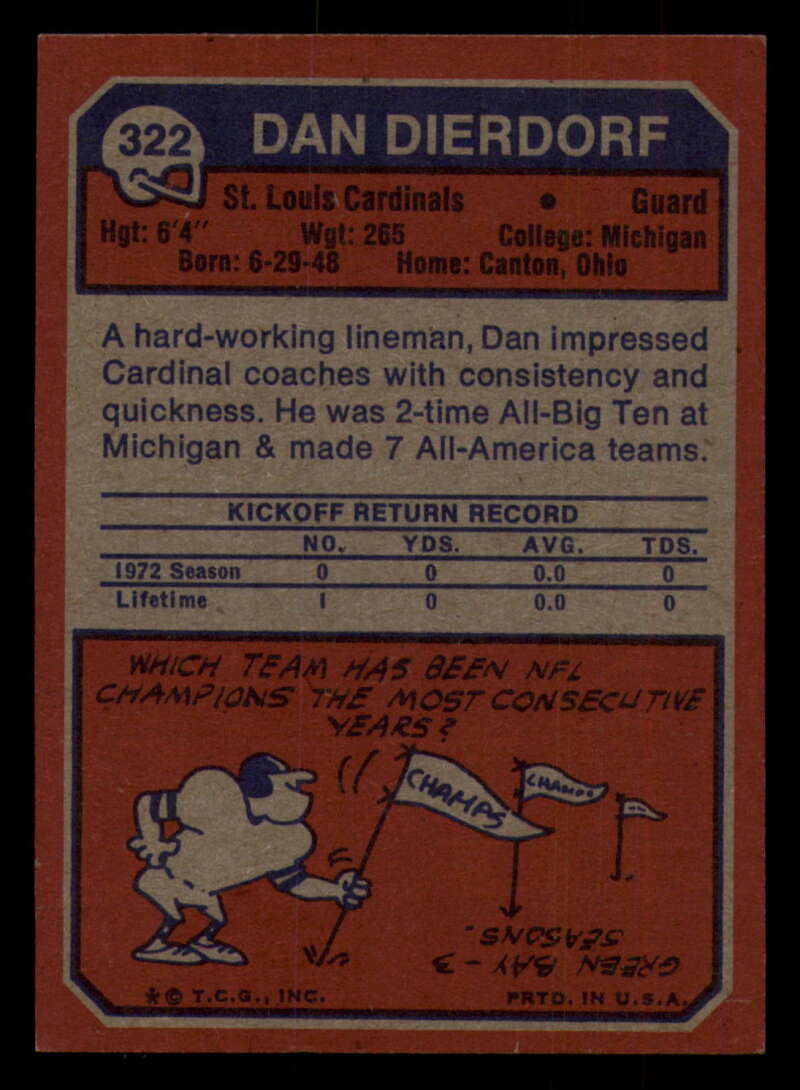 322 DAN DIERDORF
St. Louis Cardinals • Guard
Hgt: 6'4" Wgt: 265 College: Michigan
Born: 6-29-48 Home: Canton, Ohio
A hard-working lineman, Dan impressed
Cardinal coaches with consistency and
quickness. He was 2-time All-Big Ten at
Michigan & made 7 All-America teams.
KICKOFF RETURN RECORD
NO. YDS. AVG. TDS.
1972 Season 0 0 0.0 0
Lifetime 1 0 0.0 0
WHICH TEAM HAS BEEN NFL
CHAMPIONS THE MOST CONSECUTIVE
YEARS?
CHAMPS
CHAMPS
GREEN BAY - 3
SEASONS.
*© T.C.G., INC. PRTD. IN U.S.A.